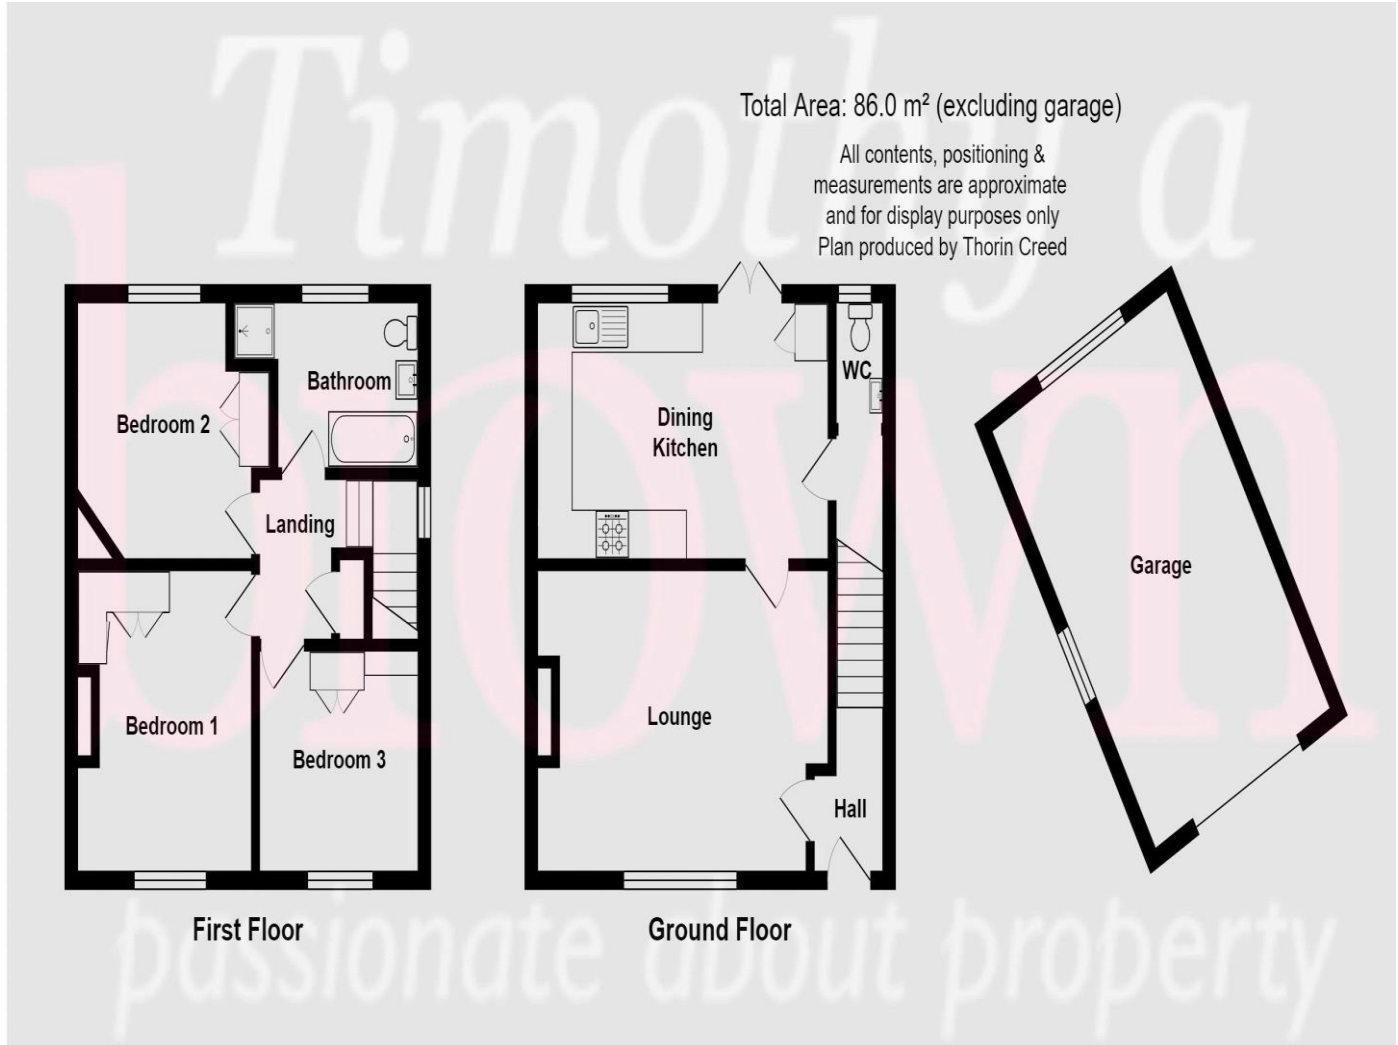 Timothy a
brown
passionate about property
Total Area: 86.0 m² (excluding garage)
All contents, positioning &
measurements are approximate
and for display purposes only
Plan produced by Thorin Creed
Bathroom
Bedroom 2
Landing
Bedroom 1
Bedroom 3
First Floor
WC
Dining
Kitchen
Lounge
Hall
Ground Floor
Garage